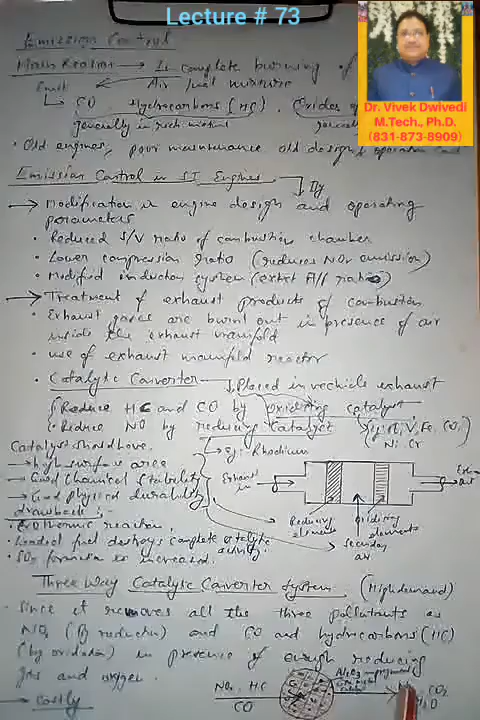 Lecture # 73
Dr. Vivek Dwivedi
M.Tech., Ph.D.
(831-873-8909)
Emission Control
Main Reason → Incomplete burning of
Air fuel mixture
CO Hydrocarbons (HC). Oxides of
generally in rich mixture
• Old engines, poor maintenance old design &
Emission Control in SI Engines
→ Modification in engine design and operating
parameters
• Reduced S/V ratio of combustion chamber
• Lower compression ratio (reduces NOx emission)
• Modified induction system (extra A/f ratio)
→ Treatment of exhaust products of combustion
• Exhaust gases are burnt out in presence of air
inside the exhaust manifold
• use of exhaust manifold reactor
• Catalytic Converter → Placed in vechicle exhaust
Reduce HC and CO by oxidizing catalyst
• Reduce NO by reducing catalyst
Ni, Cr
→ Eg:- Rhodium
Catalyst should have
→ high surface area
→ Good Chemical Stability
→ Good physical durability
drawback :-
• Exothermic reaction.
• Leaded fuel destroys complete catalytic
activity.
• SO3 formation is increased.
Exhaust
in
air
Reducing
elements
Oxidizing
elements
Secondary
air
Three Way Catalytic Converter System (High demand)
• Since it removes all the three pollutants as
NOx (By reduction) and CO and hydrocarbons (HC)
(by oxidation) in presence of enough reducing
gas and oxygen.
→ Costly
NOx, HC
CO
Al2O3
CO2
H2O